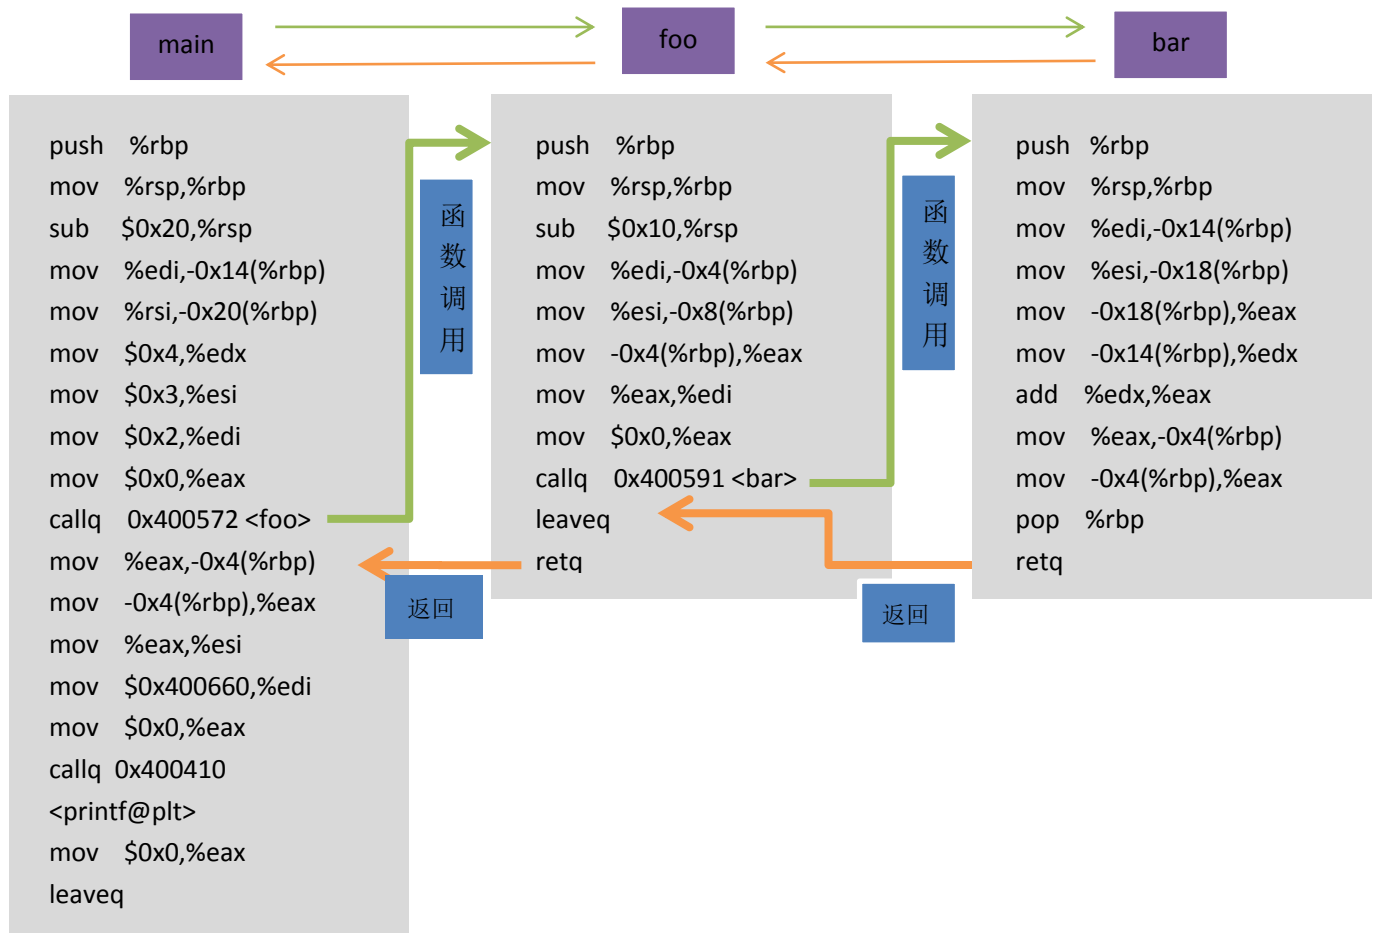 main
foo
bar
push %rbp
mov %rsp,%rbp
sub $0x20,%rsp
mov %edi,-0x14(%rbp)
mov %rsi,-0x20(%rbp)
mov $0x4,%edx
mov $0x3,%esi
mov $0x2,%edi
mov $0x0,%eax
callq 0x400572 <foo>
mov %eax,-0x4(%rbp)
mov -0x4(%rbp),%eax
mov %eax,%esi
mov $0x400660,%edi
mov $0x0,%eax
callq 0x400410
<printf@plt>
mov $0x0,%eax
leaveq
函
数
调
用
返回
push %rbp
mov %rsp,%rbp
sub $0x10,%rsp
mov %edi,-0x4(%rbp)
mov %esi,-0x8(%rbp)
mov -0x4(%rbp),%eax
mov %eax,%edi
mov $0x0,%eax
callq 0x400591 <bar>
leaveq
retq
函
数
调
用
返回
push %rbp
mov %rsp,%rbp
mov %edi,-0x14(%rbp)
mov %esi,-0x18(%rbp)
mov -0x18(%rbp),%eax
mov -0x14(%rbp),%edx
add %edx,%eax
mov %eax,-0x4(%rbp)
mov -0x4(%rbp),%eax
pop %rbp
retq